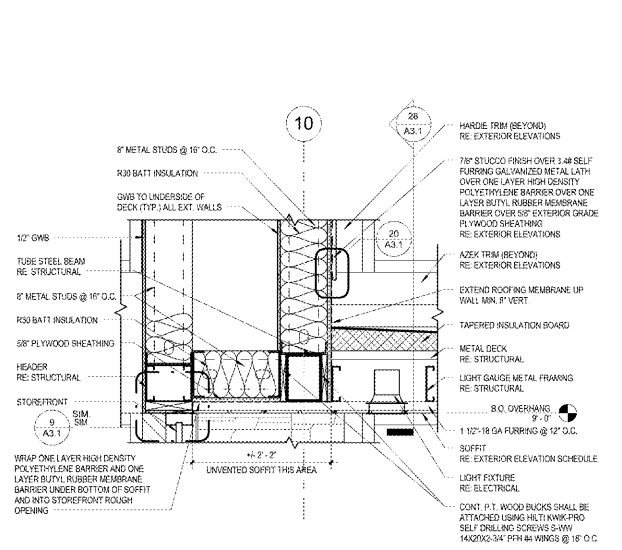 28
A3.1
10
HARDIE TRIM (BEYOND)
RE: EXTERIOR ELEVATIONS
8" METAL STUDS @ 16" O.C.
R30 BATT INSULATION
GWB TO UNDERSIDE OF
DECK (TYP.) ALL EXT. WALLS
7/8" STUCCO FINISH OVER 3.4# SELF
FURRING GALVANIZED METAL LATH
OVER ONE LAYER HIGH DENSITY
POLYETHYLENE BARRIER OVER ONE
LAYER BUTYL RUBBER MEMBRANE
BARRIER OVER 5/8" EXTERIOR GRADE
PLYWOOD SHEATHING
RE: EXTERIOR ELEVATIONS
20
A3.1
1/2" GWB
TUBE STEEL BEAM
RE: STRUCTURAL
8" METAL STUDS @ 16" O.C.
R30 BATT INSULATION
5/8" PLYWOOD SHEATHING
HEADER
RE: STRUCTURAL
STOREFRONT
9
A3.1
SIM.
SIM
AZEK TRIM (BEYOND)
RE: EXTERIOR ELEVATIONS
EXTEND ROOFING MEMBRANE UP
WALL MIN. 8" VERT.
TAPERED INSULATION BOARD
METAL DECK
RE: STRUCTURAL
LIGHT GAUGE METAL FRAMING
RE: STRUCTURAL
B.O. OVERHANG
9' - 0"
1 1/2"-18 GA FURRING @ 12" O.C.
SOFFIT
RE: EXTERIOR ELEVATION SCHEDULE
LIGHT FIXTURE
RE: ELECTRICAL
WRAP ONE LAYER HIGH DENSITY
POLYETHYLENE BARRIER AND ONE
LAYER BUTYL RUBBER MEMBRANE
BARRIER UNDER BOTTOM OF SOFFIT
AND INTO STOREFRONT ROUGH
OPENING
+/- 2' - 2"
UNVENTED SOFFIT THIS AREA
CONT. P.T. WOOD BUCKS SHALL BE
ATTACHED USING HILTI KWIK-PRO
SELF DRILLING SCREWS S-WW
14X20X2-3/4" PFH #4 WINGS @ 16" O.C.